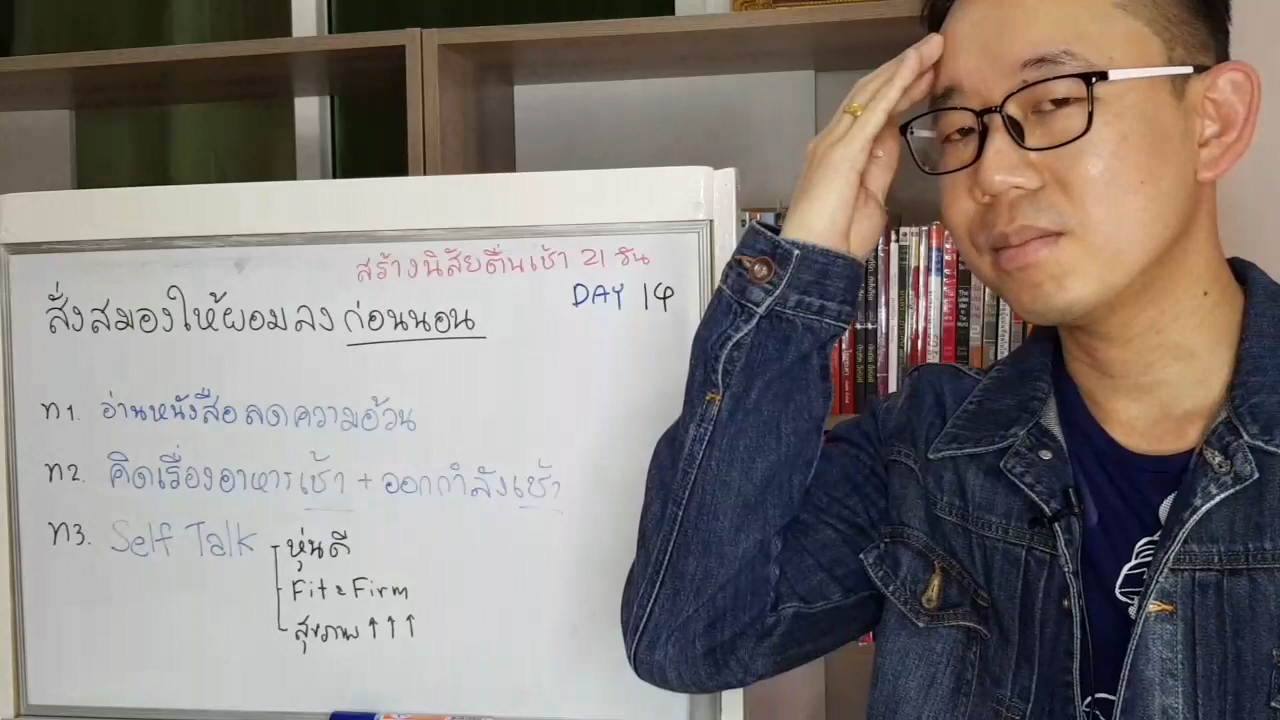 สร้างนิสัยตื่นเช้า 21 วัน
DAY 14
สั่งสมองให้ผอมลงก่อนนอน
ท1. อ่านหนังสือลดความอ้วน
ท2. คิดเรื่องอาหารเช้า + ออกกำลังเช้า
ท3. Self Talk
หุ่นดี
Fit & Firm
สุขภาพ ↑↑↑